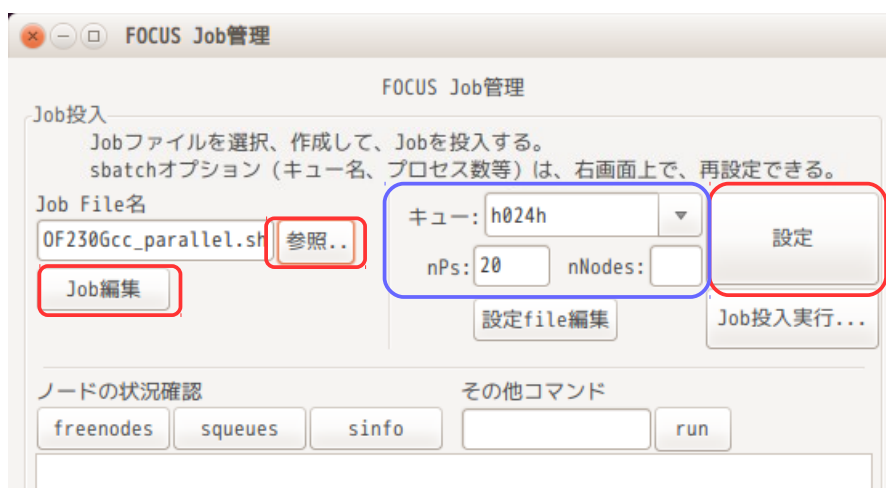 FOCUS Job管理
FOCUS Job管理
Job投入
Jobファイルを選択、作成して、Jobを投入する。
sbatchオプション(キュー名、プロセス数等)は、右画面上で、再設定できる。
Job File名
OF230Gcc_parallel.sh
参照..
Job編集
キュー: h024h
nPs: 20 nNodes:
設定
設定file編集
Job投入実行...
ノードの状況確認
freenodes squeues sinfo
その他コマンド
run